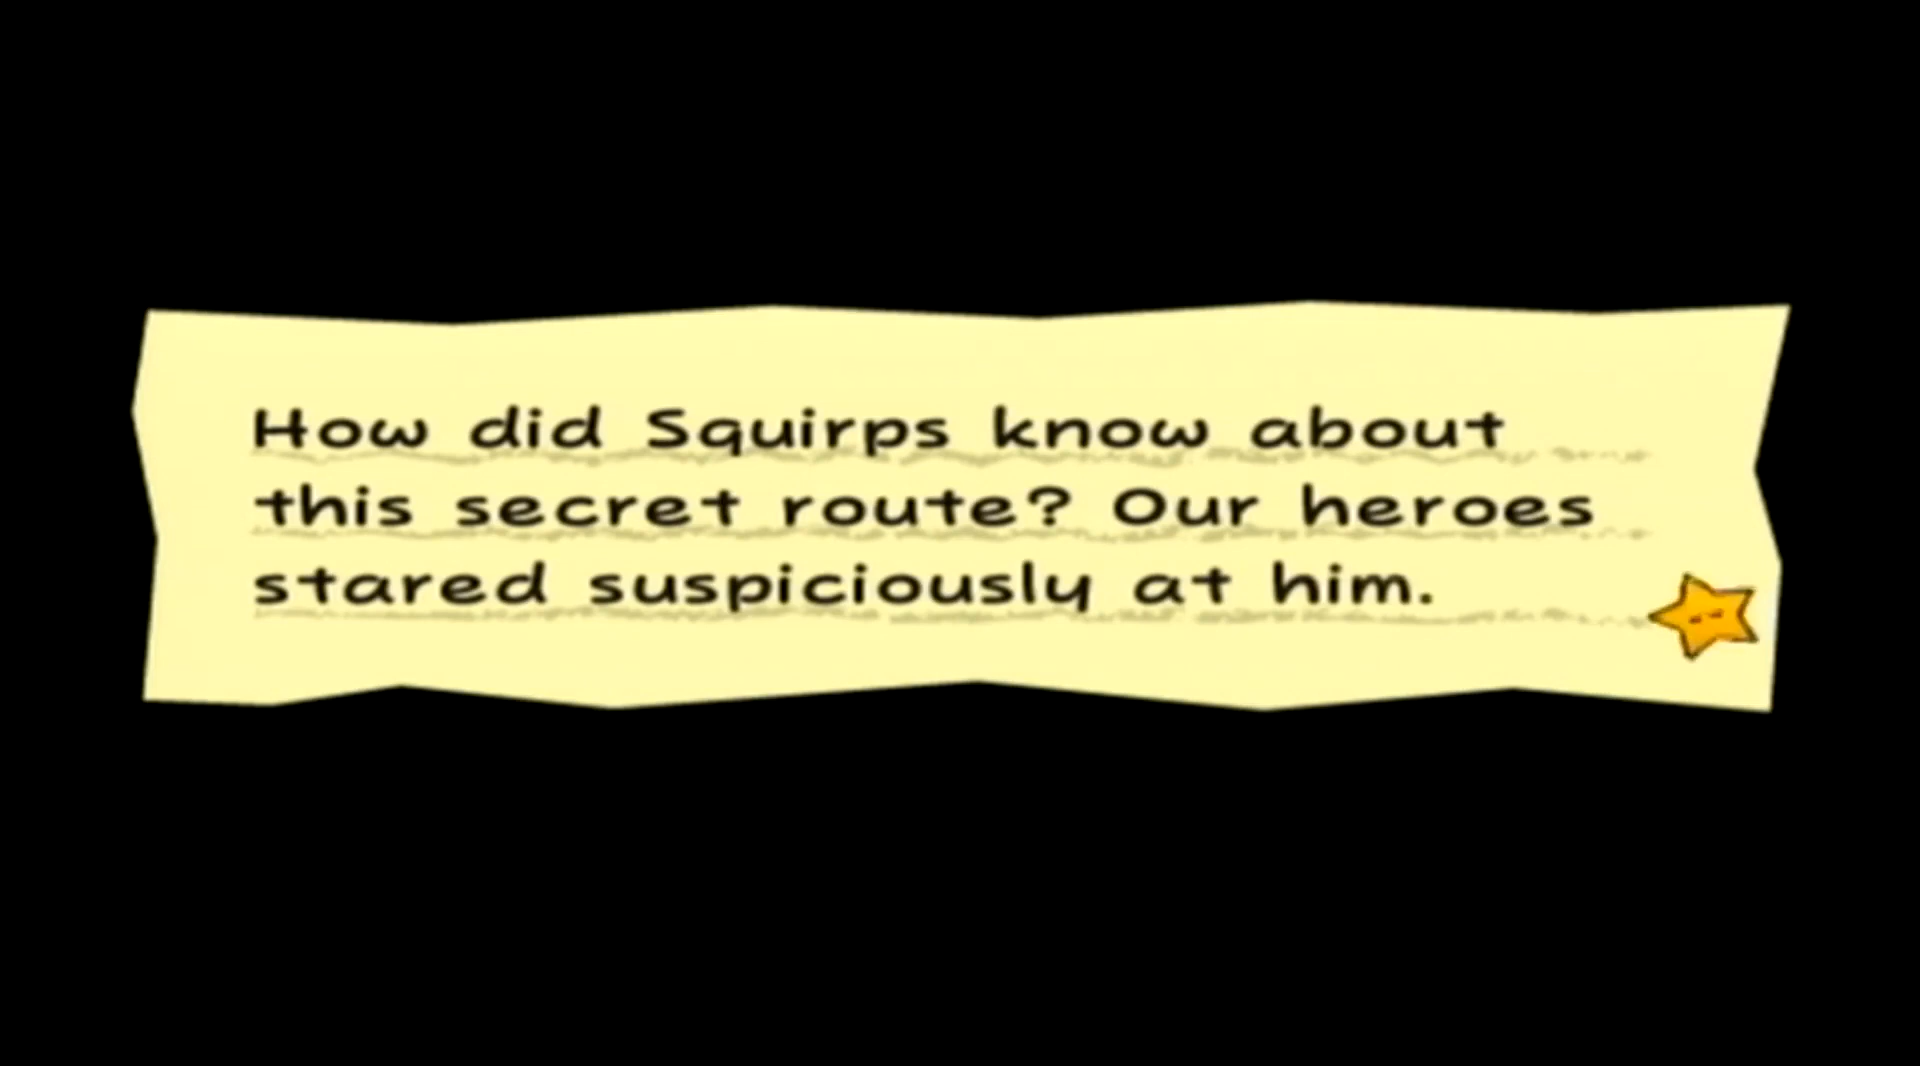 How did Squirps know about
this secret route? Our heroes
stared suspiciously at him.